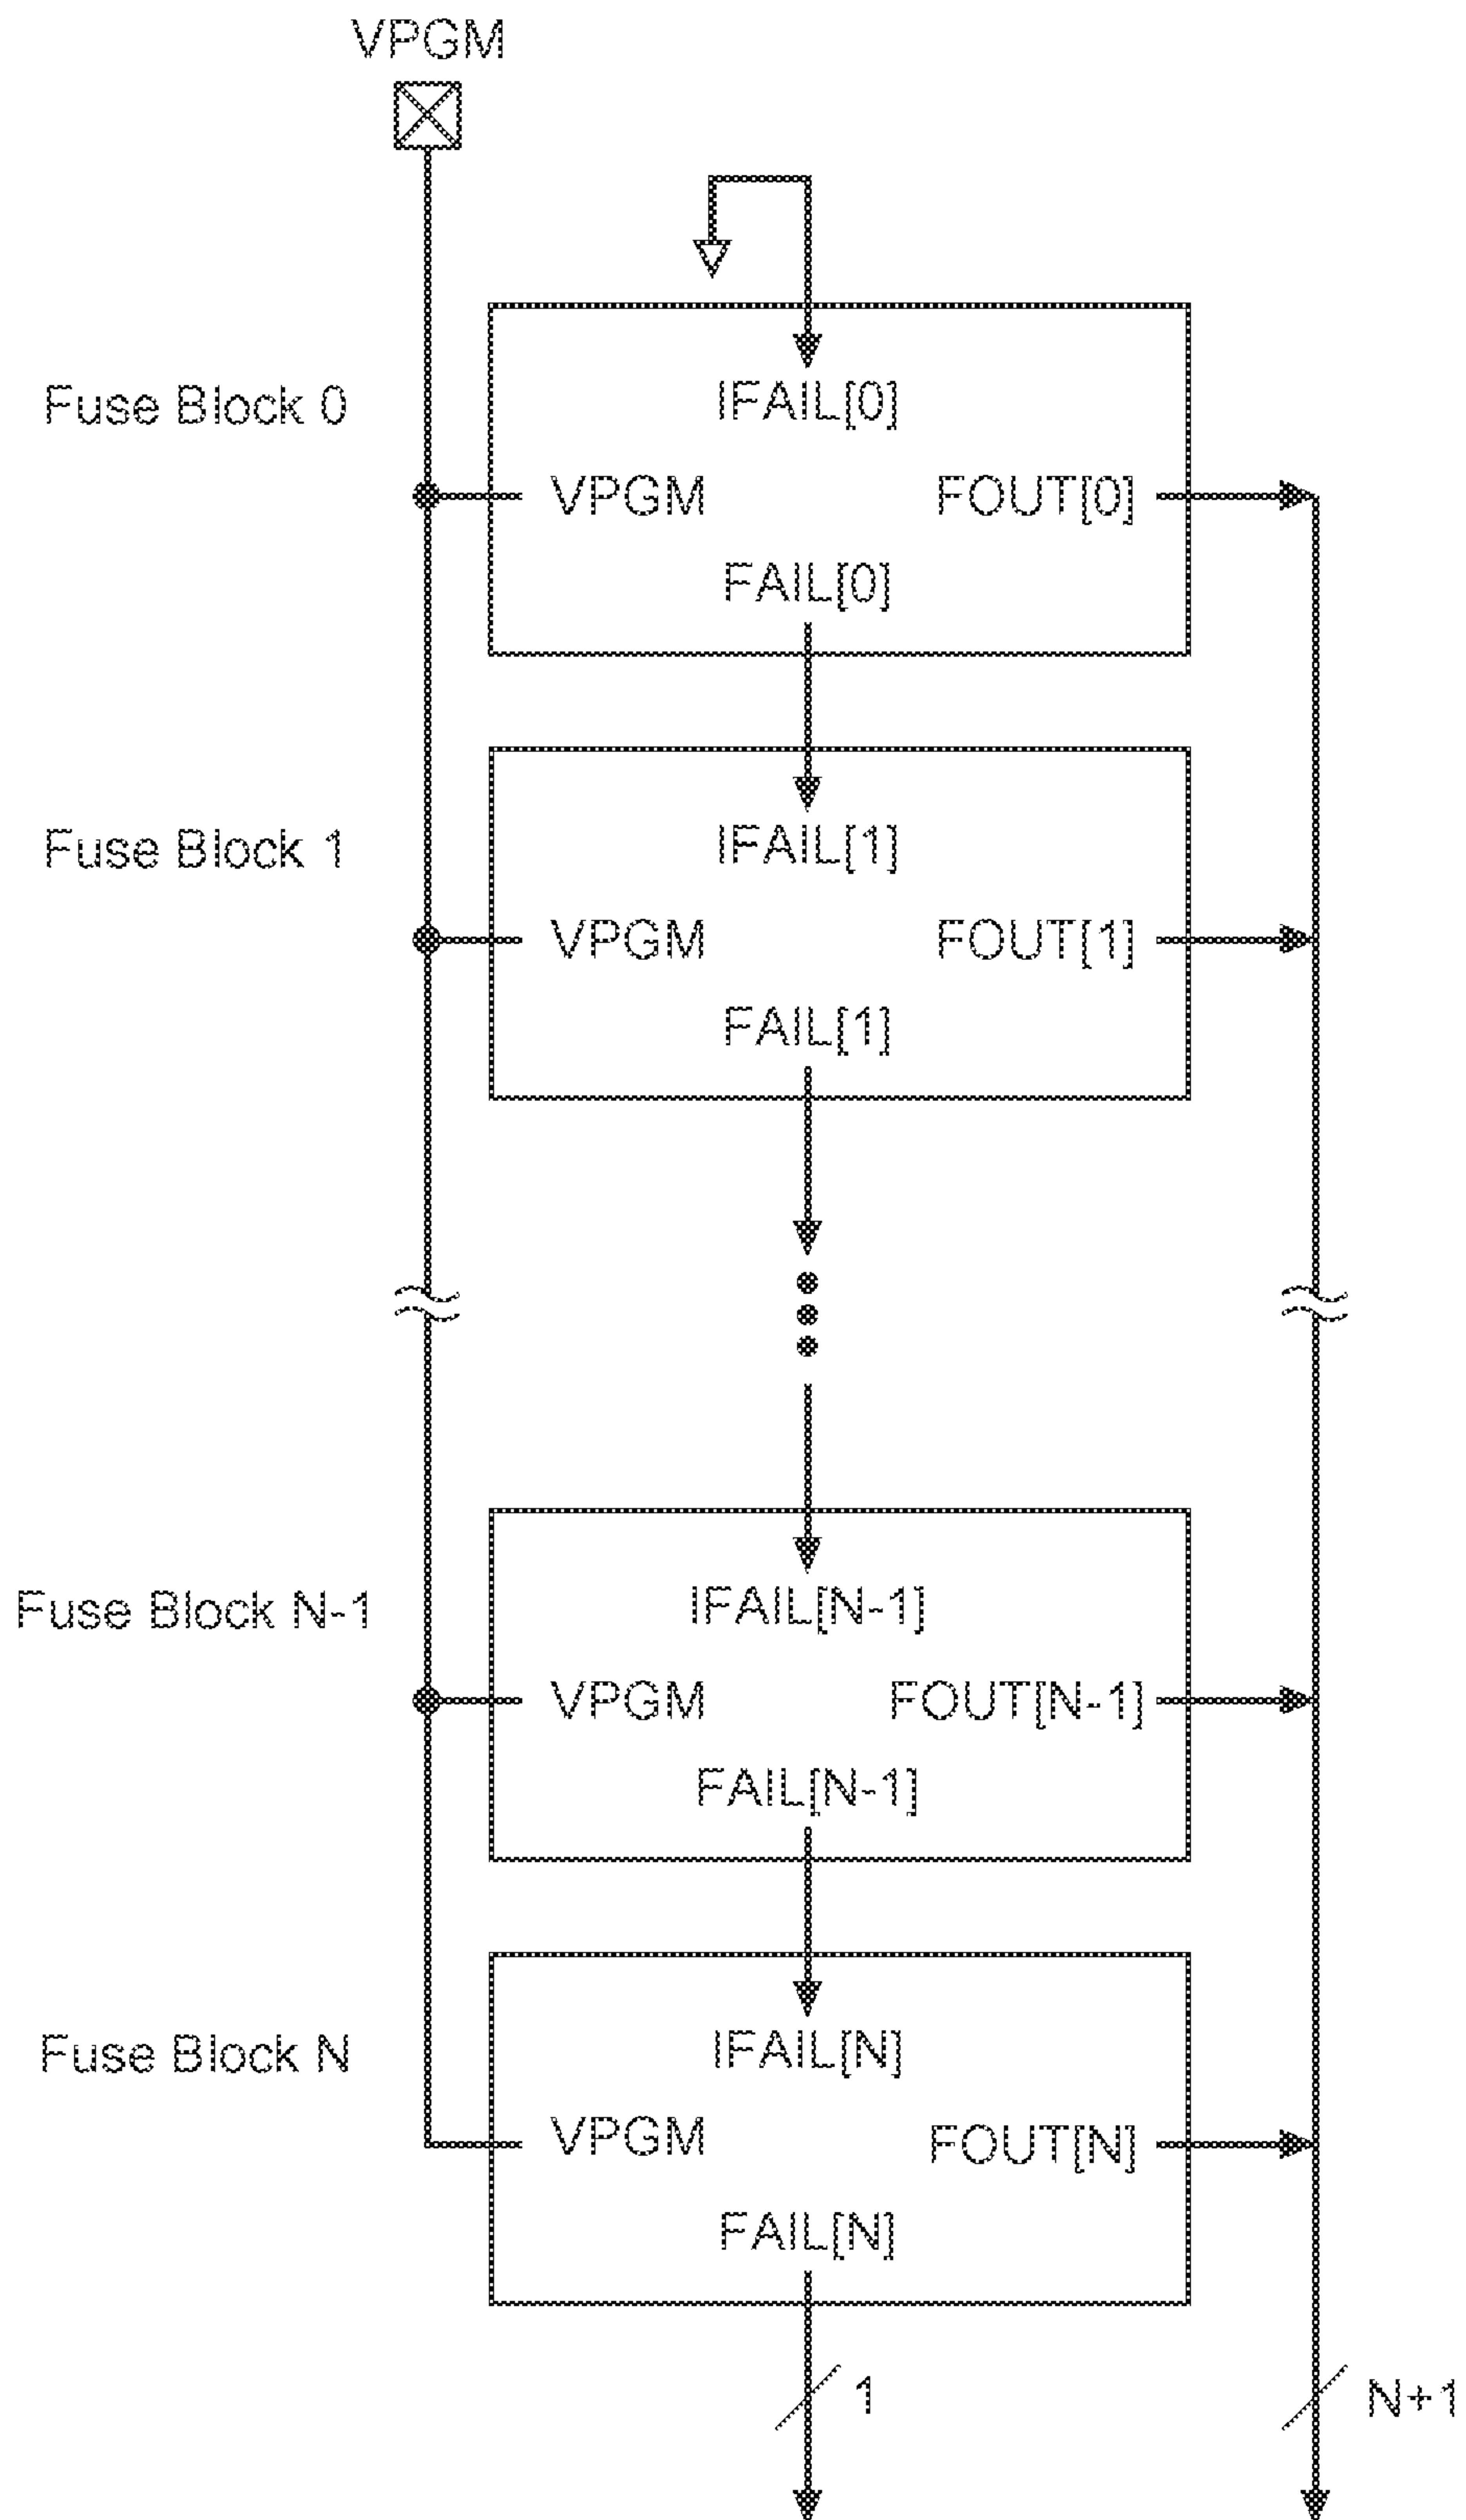 VPGM
IFAIL[0]
Fuse Block 0
VPGM FOUT[0]
FAIL[0]
IFAIL[1]
Fuse Block 1
VPGM FOUT[1]
FAIL[1]
IFAIL[N-1]
Fuse Block N-1
VPGM FOUT[N-1]
FAIL[N-1]
IFAIL[N]
Fuse Block N
VPGM FOUT[N]
FAIL[N]
1 N+1